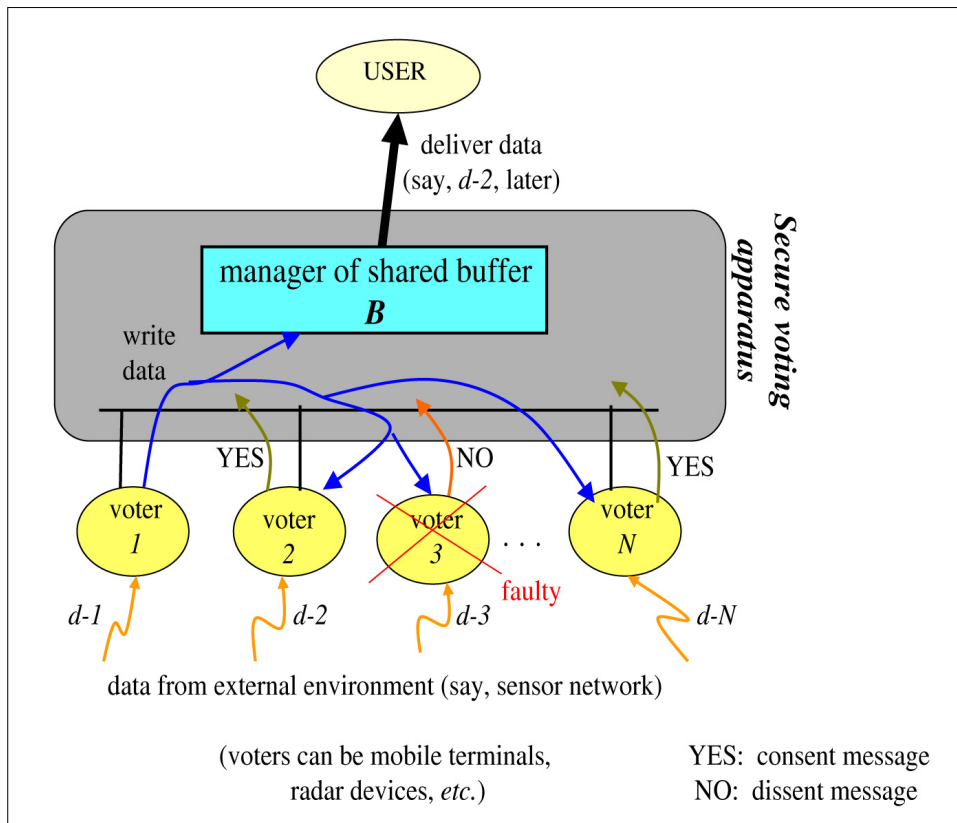 USER
deliver data
(say, d-2, later)
Secure voting
apparatus
manager of shared buffer
B
write
data
YES
NO
YES
voter
1
voter
2
voter
3
. . .
voter
N
faulty
d-1
d-2
d-3
d-N
data from external environment (say, sensor network)
(voters can be mobile terminals,
radar devices, etc.)
YES: consent message
NO: dissent message